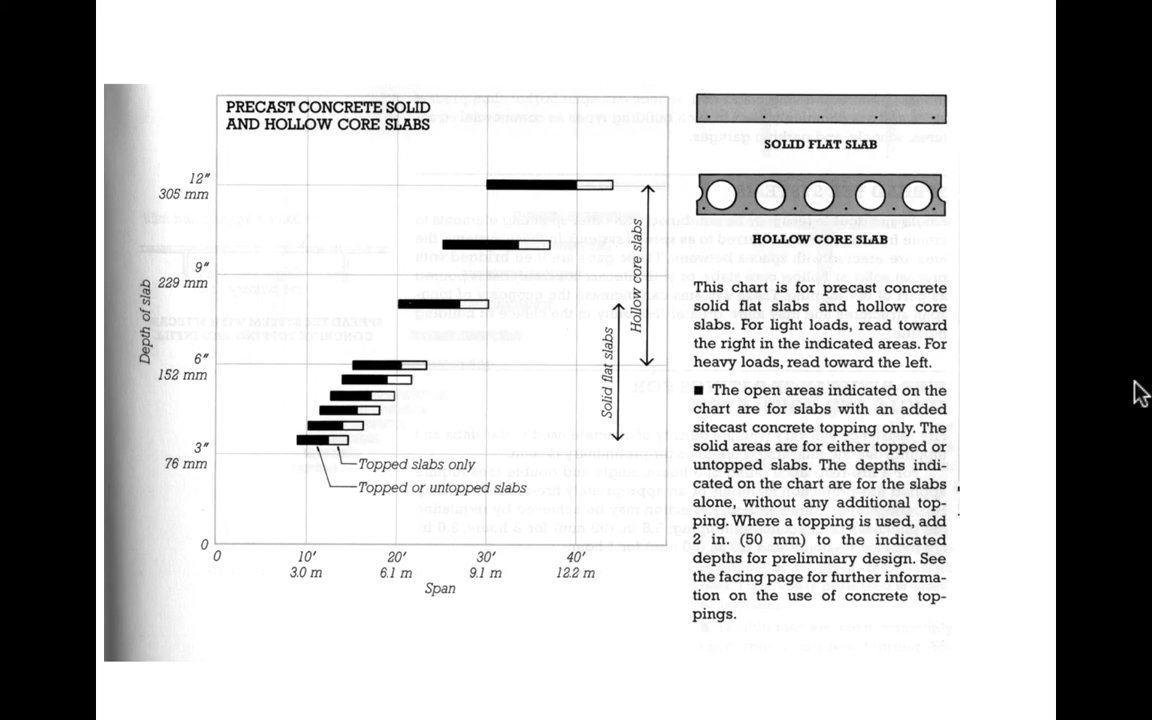 PRECAST CONCRETE SOLID
AND HOLLOW CORE SLABS
12"
305 mm
9"
229 mm
6"
152 mm
3"
76 mm
0
Depth of slab
0
10'
20'
30'
40'
3.0 m
6.1 m
9.1 m
12.2 m
Span
Hollow core slabs
Solid flat slabs
Topped slabs only
Topped or untopped slabs
SOLID FLAT SLAB
HOLLOW CORE SLAB
This chart is for precast concrete
solid flat slabs and hollow core
slabs. For light loads, read toward
the right in the indicated areas. For
heavy loads, read toward the left.
■ The open areas indicated on the
chart are for slabs with an added
sitecast concrete topping only. The
solid areas are for either topped or
untopped slabs. The depths indi-
cated on the chart are for the slabs
alone, without any additional top-
ping. Where a topping is used, add
2 in. (50 mm) to the indicated
depths for preliminary design. See
the facing page for further informa-
tion on the use of concrete top-
pings.